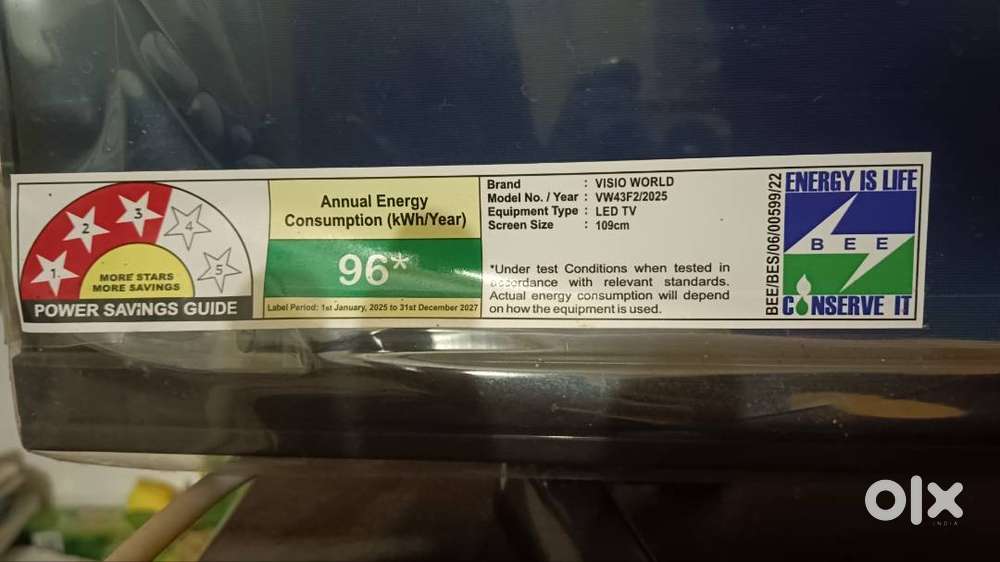 1
2
3
4
5
MORE STARS
MORE SAVINGS
POWER SAVINGS GUIDE
Annual Energy
Consumption (kWh/Year)
96*
Label Period: 1st January, 2025 to 31st December 2027
Brand : VISIO WORLD
Model No. / Year : VW43F2/2025
Equipment Type : LED TV
Screen Size : 109cm
*Under test Conditions when tested in
accordance with relevant standards.
Actual energy consumption will depend
on how the equipment is used.
BEE/BES/06/00599/22
ENERGY IS LIFE
BEE
CONSERVE IT
olx
INDIA